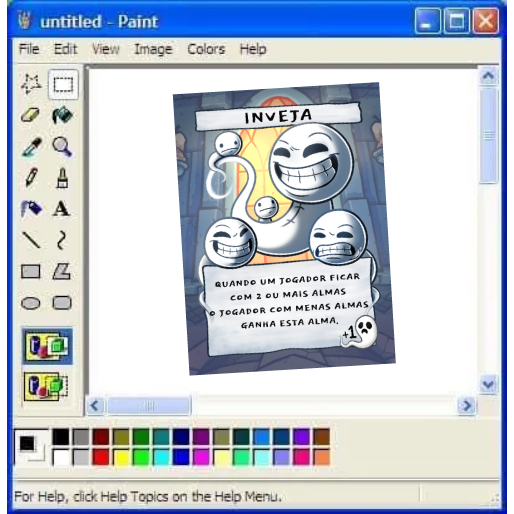 untitled - Paint
File Edit View Image Colors Help
A
INVEJA
QUANDO UM JOGADOR FICAR
COM 2 OU MAIS ALMAS
O JOGADOR COM MENAS ALMAS
GANHA ESTA ALMA.
+1
For Help, click Help Topics on the Help Menu.